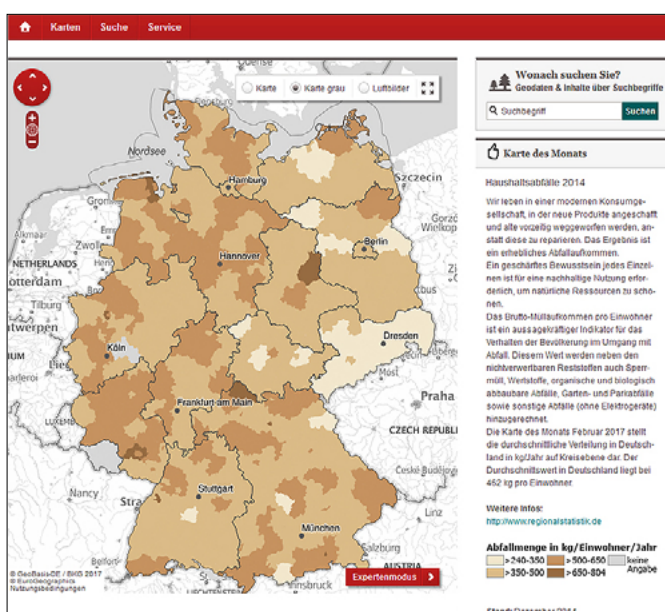 Karten Suche Service
Karte Karte grau Luftbilder
Nordsee
Flensburg
Hamburg
Szczecin
Berlin
Hannover
NETHERLANDS
Zwolle
Alkmaar
Tilburg
Köln
Dresden
Most
Frankfurt am Main
Praha
CZECH REPUBLI
České Budějov
Nancy
Stuttgart
Linz
München
Salzburg
Belfort
LIECHTENSTEIN
Innsbruck
AUSTRIA
© GeoBasis-DE / BKG 2017
© EuroGeographics
Nutzungsbedingungen
Expertenmodus
Wonach suchen Sie?
Geodaten & Inhalte über Suchbegriffe
Suchbegriff Suchen
Karte des Monats
Haushaltsabfälle 2014
Wir leben in einer modernen Konsumge-
sellschaft, in der neue Produkte angeschafft
und alte vorzeitig weggeworfen werden, an-
statt diese zu reparieren. Das Ergebnis ist
ein erhebliches Abfallaufkommen.
Ein geschärftes Bewusstsein jedes Einzel-
nen ist für eine nachhaltige Nutzung erfor-
derlich, um natürliche Ressourcen zu scho-
nen.
Das Brutto-Müllaufkommen pro Einwohner
ist ein aussagekräftiger Indikator für das
Verhalten der Bevölkerung im Umgang mit
Abfall. Diesem Wert werden neben den
nichtverwertbaren Reststoffen auch Sperr-
müll, Wertstoffe, organische und biologisch
abbaubare Abfälle, Garten- und Parkabfälle
sowie sonstige Abfälle (ohne Elektrogeräte)
hinzugerechnet.
Die Karte des Monats Februar 2017 stellt
die durchschnittliche Verteilung in Deutsch-
land in kg/Jahr auf Kreisebene dar. Der
Durchschnittswert in Deutschland liegt bei
462 kg pro Einwohner.
Weitere Infos:
http://www.regionalstatistik.de
Abfallmenge in kg/Einwohner/Jahr
>240-350 >500-650 keine
>350-500 >650-804 Angabe